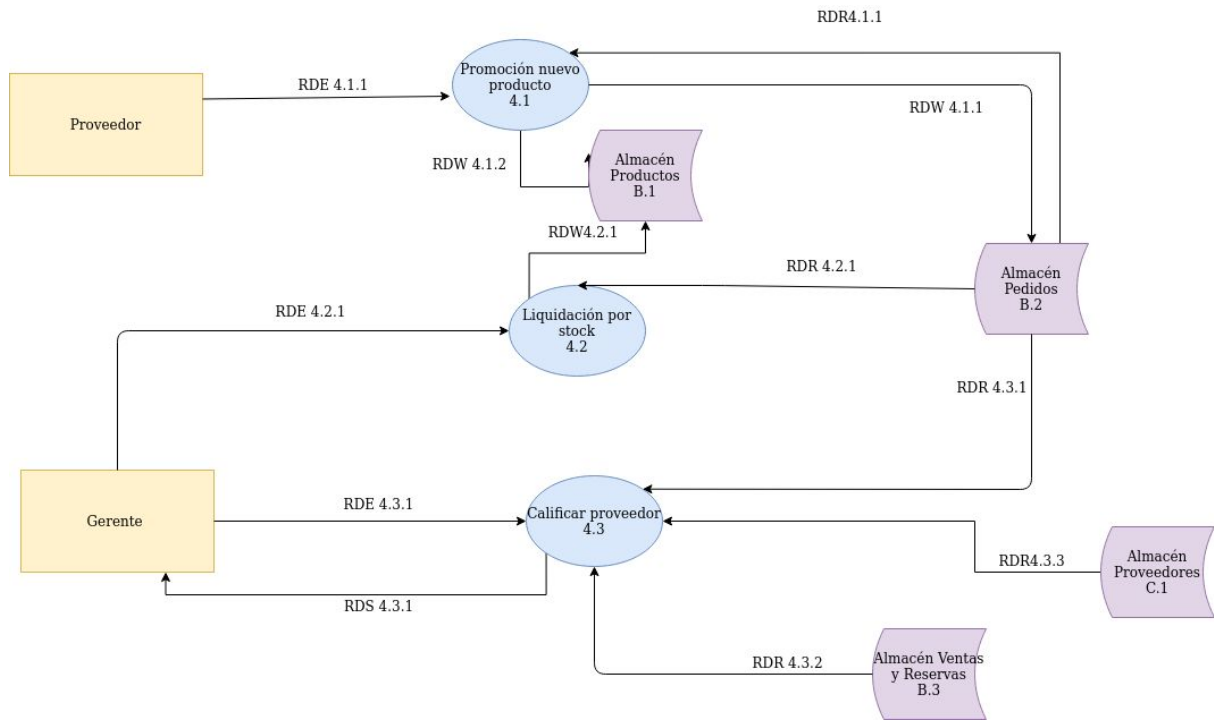 RDR4.1.1
Promoción nuevo
producto
4.1
RDE 4.1.1
RDW 4.1.1
Proveedor
RDW 4.1.2
Almacén
Productos
B.1
RDW4.2.1
RDR 4.2.1
Almacén
Pedidos
B.2
RDE 4.2.1
Liquidación por
stock
4.2
RDR 4.3.1
RDE 4.3.1
Gerente
Calificar proveedor
4.3
RDR4.3.3
Almacén
Proveedores
C.1
RDS 4.3.1
RDR 4.3.2
Almacén Ventas
y Reservas
B.3